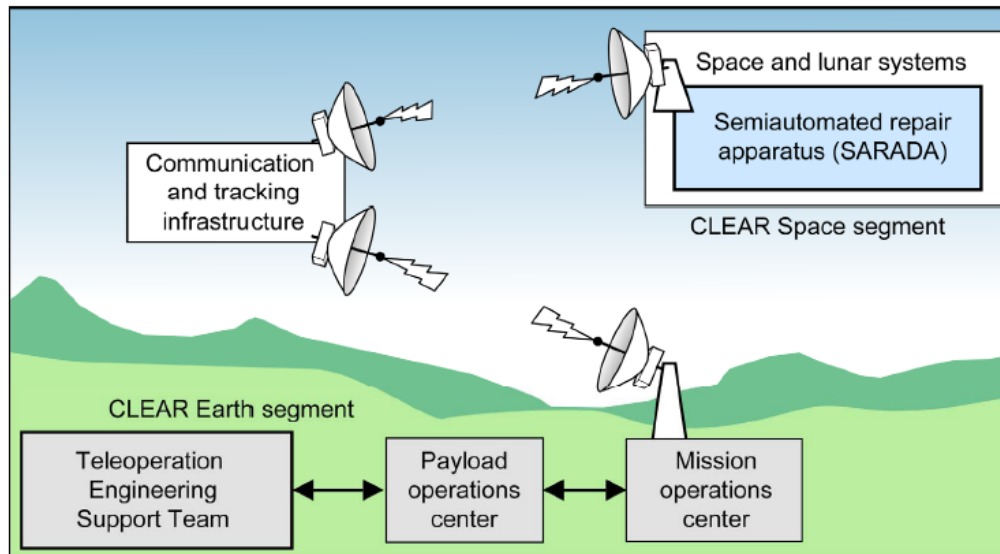 Space and lunar systems
Semiautomated repair
apparatus (SARADA)
CLEAR Space segment
Communication
and tracking
infrastructure
CLEAR Earth segment
Teleoperation
Engineering
Support Team
Payload
operations
center
Mission
operations
center